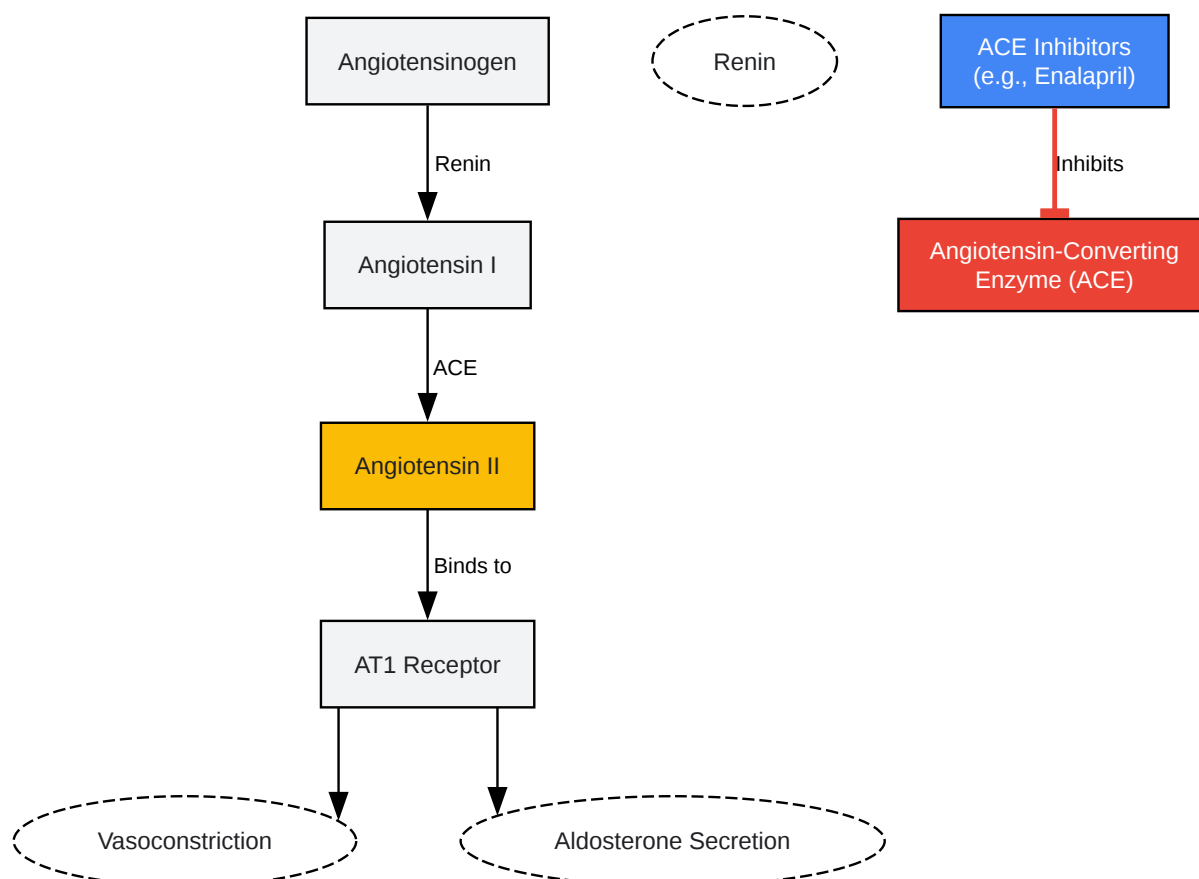 Angiotensinogen
Renin
ACE Inhibitors
(e.g., Enalapril)
Renin
Inhibits
Angiotensin I
Angiotensin-Converting
Enzyme (ACE)
ACE
Angiotensin II
Binds to
AT1 Receptor
Vasoconstriction
Aldosterone Secretion